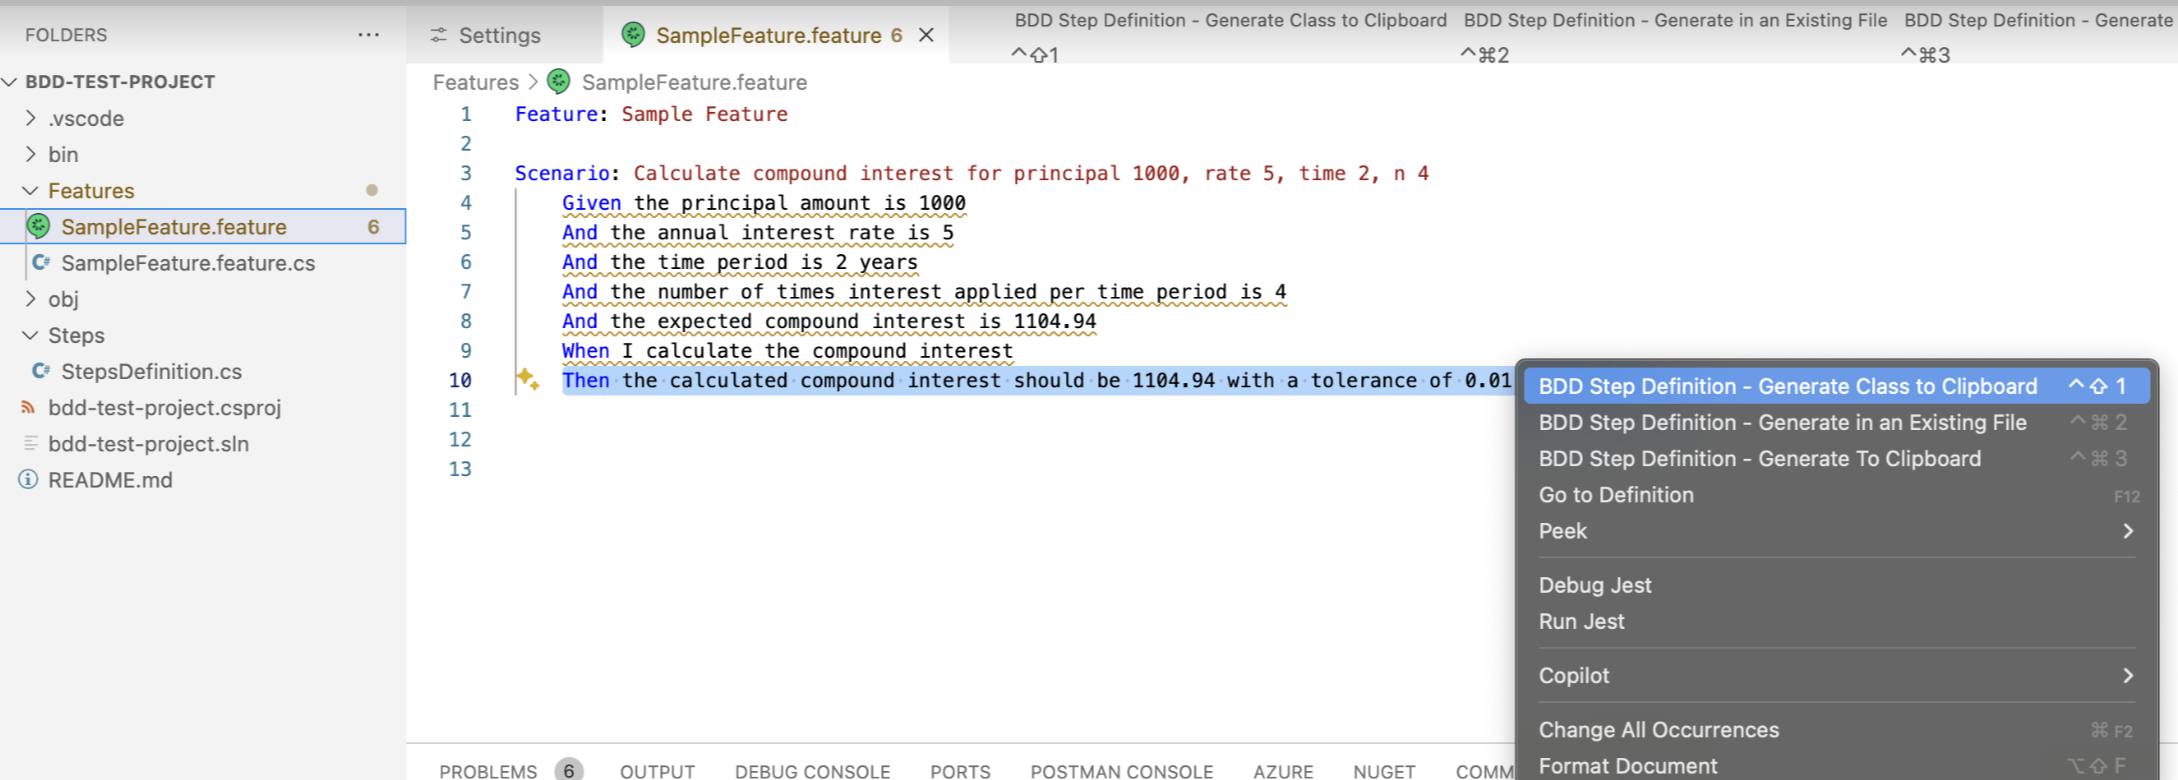 FOLDERS
BDD-TEST-PROJECT
.vscode
bin
Features
SampleFeature.feature 6
SampleFeature.feature.cs
obj
Steps
StepsDefinition.cs
bdd-test-project.csproj
bdd-test-project.sln
README.md
Settings
SampleFeature.feature 6
BDD Step Definition - Generate Class to Clipboard
^⇧1
BDD Step Definition - Generate in an Existing File
^⌘2
BDD Step Definition - Generate
^⌘3
Features > SampleFeature.feature
1 Feature: Sample Feature
2
3 Scenario: Calculate compound interest for principal 1000, rate 5, time 2, n 4
4 Given the principal amount is 1000
5 And the annual interest rate is 5
6 And the time period is 2 years
7 And the number of times interest applied per time period is 4
8 And the expected compound interest is 1104.94
9 When I calculate the compound interest
10 Then the calculated compound interest should be 1104.94 with a tolerance of 0.01
11
12
13
BDD Step Definition - Generate Class to Clipboard ^⇧1
BDD Step Definition - Generate in an Existing File ^⌘2
BDD Step Definition - Generate To Clipboard ^⌘3
Go to Definition F12
Peek
Debug Jest
Run Jest
Copilot
Change All Occurrences ⌘F2
Format Document ⌥⇧F
PROBLEMS 6 OUTPUT DEBUG CONSOLE PORTS POSTMAN CONSOLE AZURE NUGET COMM